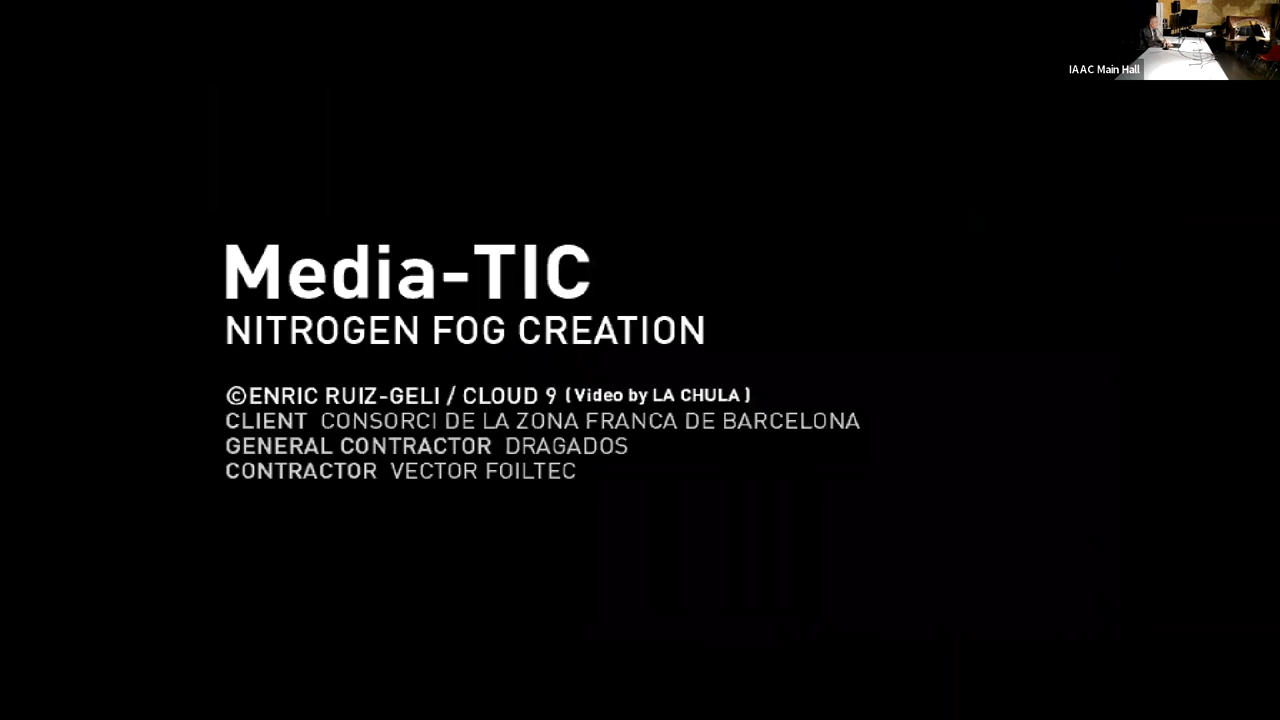 IAAC Main Hall
Media-TIC
NITROGEN FOG CREATION
©ENRIC RUIZ-GELI / CLOUD 9 (Video by LA CHULA)
CLIENT CONSORCI DE LA ZONA FRANCA DE BARCELONA
GENERAL CONTRACTOR DRAGADOS
CONTRACTOR VECTOR FOILTEC